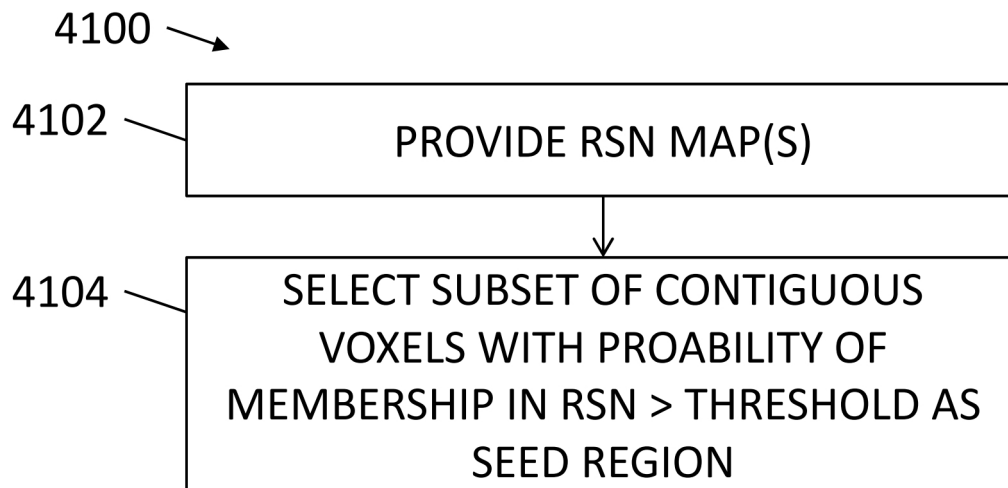 4100
4102
PROVIDE RSN MAP(S)
4104
SELECT SUBSET OF CONTIGUOUS
VOXELS WITH PROABILITY OF
MEMBERSHIP IN RSN > THRESHOLD AS
SEED REGION